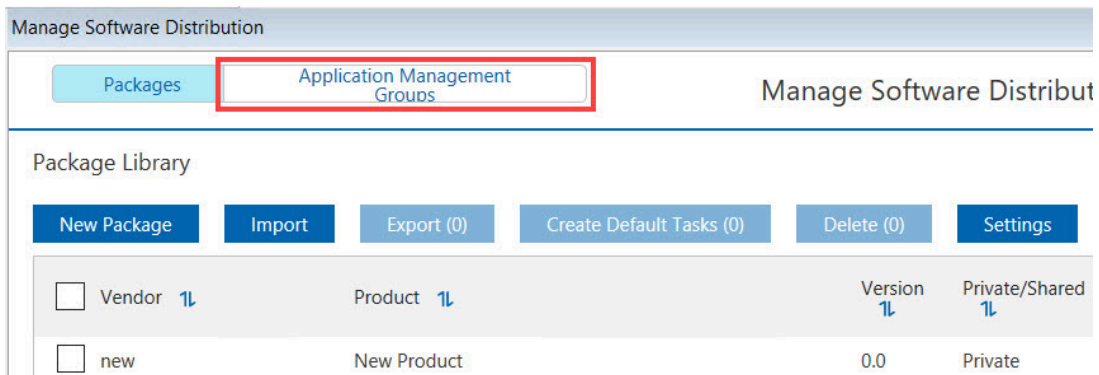 Manage Software Distribution
Packages
Application Management
Groups
Manage Software Distribut
Package Library
New Package Import Export (0) Create Default Tasks (0) Delete (0) Settings
Vendor Product Version Private/Shared
new New Product 0.0 Private